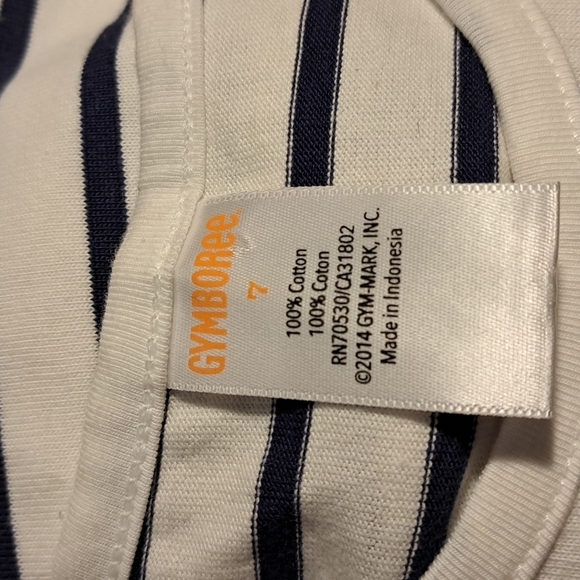 GYMBOREE
7
100% Cotton
100% Coton
RN70530/CA31802
©2014 GYM-MARK, INC.
Made in Indonesia